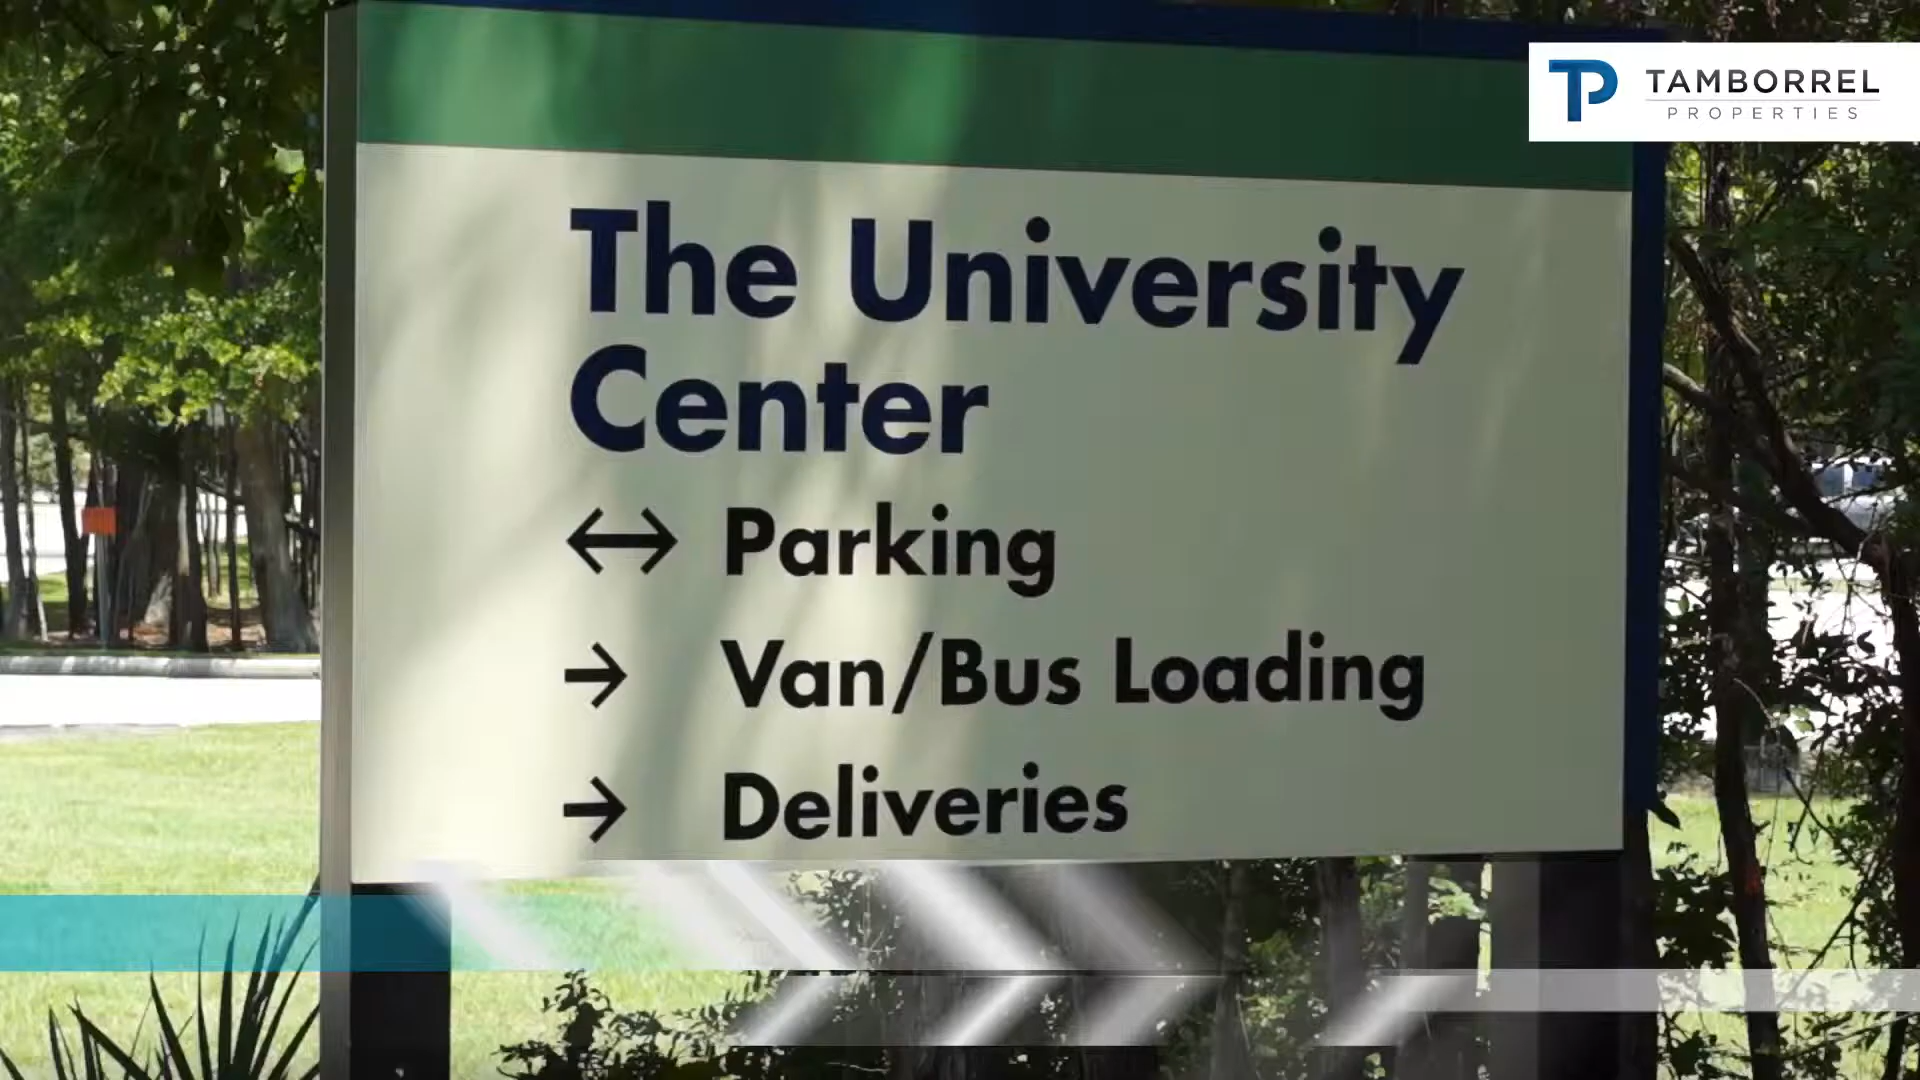 TAMBORREL
PROPERTIES
The University
Center
↔ Parking
→ Van/Bus Loading
→ Deliveries